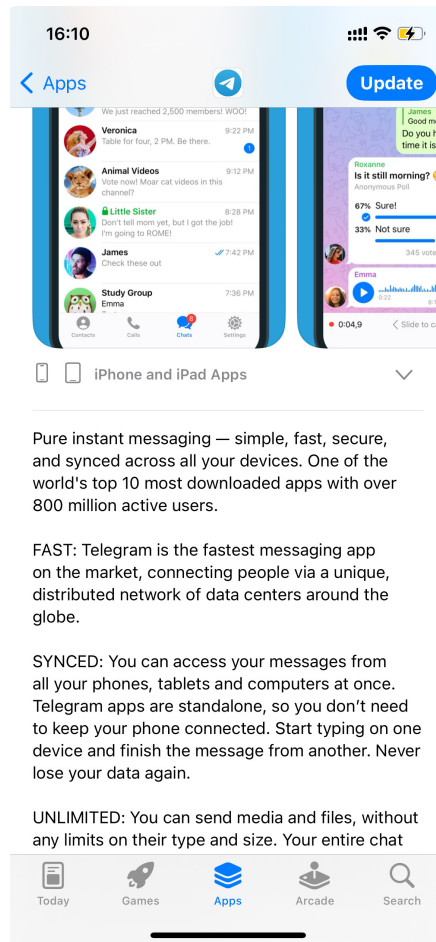 16:10
Apps
Update
We just reached 2,500 members! WOO!
Veronica
9:22 PM
Table for four, 2 PM. Be there.
1
Animal Videos
9:12 PM
Vote now! Moar cat videos in this
channel?
Little Sister
8:28 PM
Don't tell mom yet, but I got the job!
I'm going to ROME!
James
7:42 PM
Check these out
Study Group
7:36 PM
Emma
Contacts
Calls
6
Chats
Settings
James
Good
Do you
time it is
Roxanne
Is it still morning?
Anonymous Poll
67% Sure!
33% Not sure
345
Emma
0:22
0:04,9
Slide to
iPhone and iPad Apps
Pure instant messaging — simple, fast, secure,
and synced across all your devices. One of the
world's top 10 most downloaded apps with over
800 million active users.
FAST: Telegram is the fastest messaging app
on the market, connecting people via a unique,
distributed network of data centers around the
globe.
SYNCED: You can access your messages from
all your phones, tablets and computers at once.
Telegram apps are standalone, so you don’t need
to keep your phone connected. Start typing on one
device and finish the message from another. Never
lose your data again.
UNLIMITED: You can send media and files, without
any limits on their type and size. Your entire chat
Today
Games
Apps
Arcade
Search